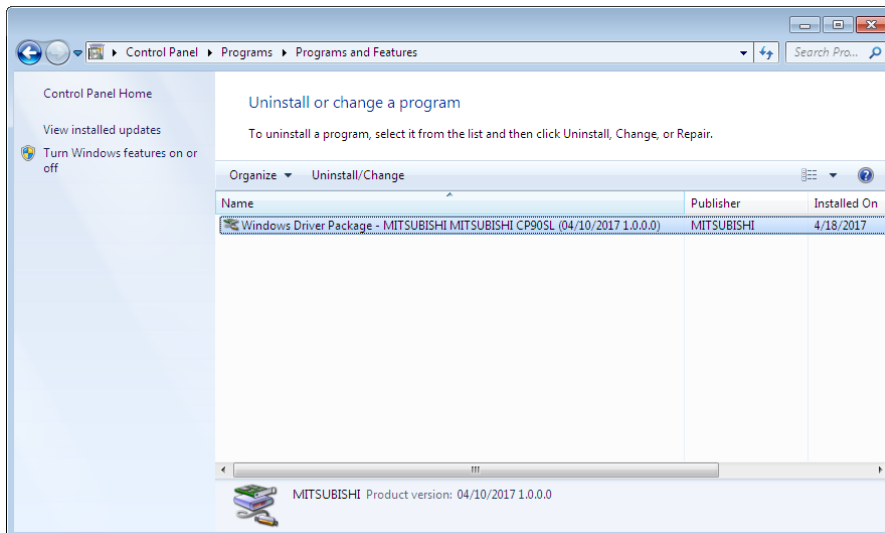 Control Panel Programs Programs and Features
Search Pro...
Control Panel Home
View installed updates
Turn Windows features on or
off
Uninstall or change a program
To uninstall a program, select it from the list and then click Uninstall, Change, or Repair.
Organize Uninstall/Change
Name Publisher Installed On
Windows Driver Package - MITSUBISHI MITSUBISHI CP90SL (04/10/2017 1.0.0.0) MITSUBISHI 4/18/2017
MITSUBISHI Product version: 04/10/2017 1.0.0.0